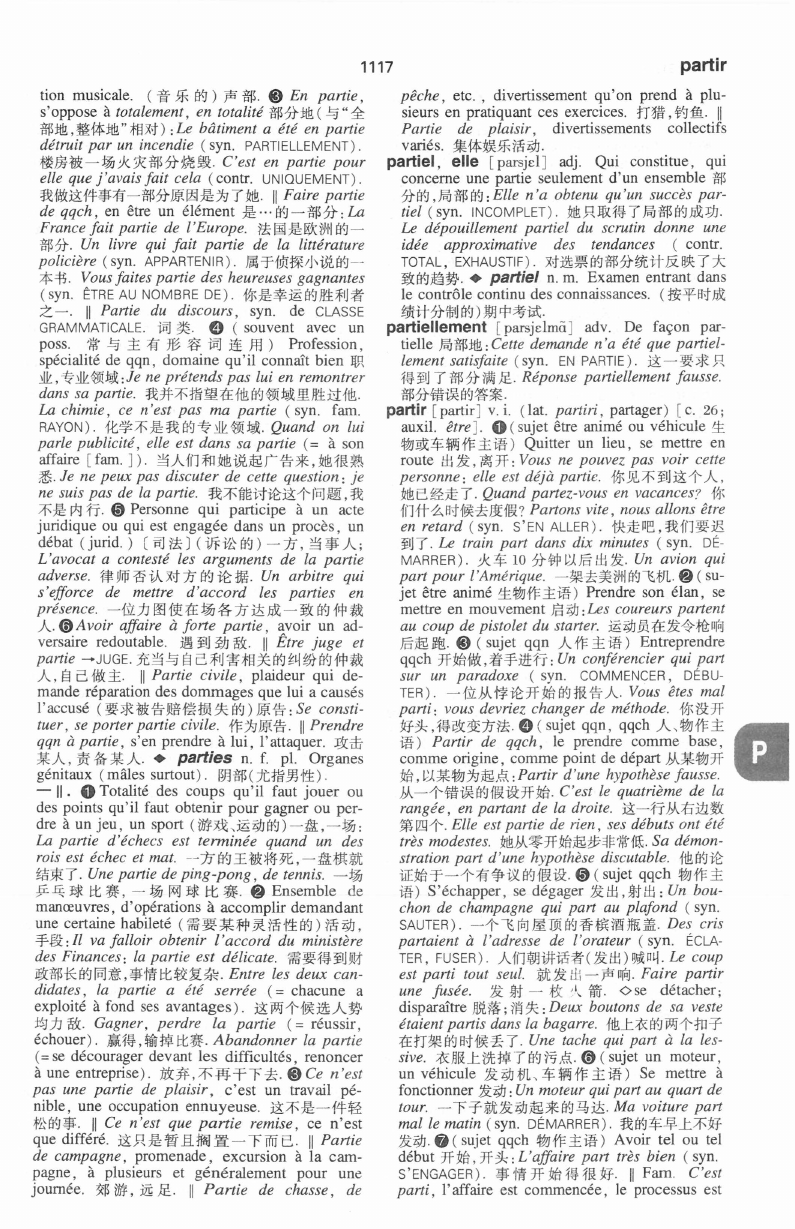 1117
partir
tion musicale. (音乐的)声部. ❸ En partie,
s'oppose à totalement, en totalité 部分地(与“全
部地,整体地”相对):Le bâtiment a été en partie
détruit par un incendie (syn. PARTIELLEMENT).
楼房被一场火灾部分烧毁. C'est en partie pour
elle que j'avais fait cela (contr. UNIQUEMENT).
我做这件事有一部分原因是为了她. ‖ Faire partie
de qqch, en être un élément 是…的一部分:La
France fait partie de l'Europe. 法国是欧洲的一
部分. Un livre qui fait partie de la littérature
policière (syn. APPARTENIR). 属于侦探小说的一
本书. Vous faites partie des heureuses gagnantes
(syn. ÊTRE AU NOMBRE DE). 你是幸运的胜利者
之一. ‖ Partie du discours, syn. de CLASSE
GRAMMATICALE. 词类. ❹ (souvent avec un
poss. 常与主有形容词连用) Profession,
spécialité de qqn, domaine qu'il connaît bien 职
业,专业领域:Je ne prétends pas lui en remontrer
dans sa partie. 我并不指望在他的领域里胜过他.
La chimie, ce n'est pas ma partie (syn. fam.
RAYON). 化学不是我的专业领域. Quand on lui
parle publicité, elle est dans sa partie (= à son
affaire [fam.]). 当人们和她说起广告来,她很熟
悉. Je ne peux pas discuter de cette question: je
ne suis pas de la partie. 我不能讨论这个问题,我
不是内行. ❺ Personne qui participe à un acte
juridique ou qui est engagée dans un procès, un
débat (jurid.) [司法](诉讼的)一方,当事人;
L'avocat a contesté les arguments de la partie
adverse. 律师否认对方的论据. Un arbitre qui
s'efforce de mettre d'accord les parties en
présence. 一位力图使在场各方达成一致的仲裁
人. ❻ Avoir affaire à forte partie, avoir un ad-
versaire redoutable. 遇到劲敌. ‖ Être juge et
partie →JUGE. 充当与自己利害相关的纠纷的仲裁
人,自己做主. ‖ Partie civile, plaideur qui de-
mande réparation des dommages que lui a causés
l'accusé (要求被告赔偿损失的)原告:Se consti-
tuer, se porter partie civile. 作为原告. ‖ Prendre
qqn à partie, s'en prendre à lui, l'attaquer. 攻击
某人,责备某人. ◆ parties n. f. pl. Organes
génitaux (mâles surtout). 阴部(尤指男性).
— II. ❶ Totalité des coups qu'il faut jouer ou
des points qu'il faut obtenir pour gagner ou per-
dre à un jeu, un sport (游戏、运动的)一盘,一场:
La partie d'échecs est terminée quand un des
rois est échec et mat. 一方的王被将死,一盘棋就
结束了. Une partie de ping-pong, de tennis. 一场
乒乓球比赛,一场网球比赛. ❷ Ensemble de
manœuvres, d'opérations à accomplir demandant
une certaine habileté (需要某种灵活性的)活动,
手段:Il va falloir obtenir l'accord du ministère
des Finances; la partie est délicate. 需要得到财
政部长的同意,事情比较复杂. Entre les deux can-
didates, la partie a été serrée (= chacune a
exploité à fond ses avantages). 这两个候选人势
均力敌. Gagner, perdre la partie (= réussir,
échouer). 赢得,输掉比赛. Abandonner la partie
(= se décourager devant les difficultés, renoncer
à une entreprise). 放弃,不再干下去. ❸ Ce n'est
pas une partie de plaisir, c'est un travail pé-
nible, une occupation ennuyeuse. 这不是一件轻
松的事. ‖ Ce n'est que partie remise, ce n'est
que différé. 这只是暂且搁置一下而已. ‖ Partie
de campagne, promenade, excursion à la cam-
pagne, à plusieurs et généralement pour une
journée. 郊游,远足. ‖ Partie de chasse, de
pêche, etc., divertissement qu'on prend à plu-
sieurs en pratiquant ces exercices. 打猎,钓鱼. ‖
Partie de plaisir, divertissements collectifs
variés. 集体娱乐活动.
partiel, elle [parsjɛl] adj. Qui constitue, qui
concerne une partie seulement d'un ensemble 部
分的,局部的:Elle n'a obtenu qu'un succès par-
tiel (syn. INCOMPLET). 她只取得了局部的成功.
Le dépouillement partiel du scrutin donne une
idée approximative des tendances (contr.
TOTAL, EXHAUSTIF). 对选票的部分统计反映了大
致的趋势. ◆ partiel n. m. Examen entrant dans
le contrôle continu des connaissances. (按平时成
绩计分制的)期中考试.
partiellement [parsjɛlmã] adv. De façon par-
tielle 局部地:Cette demande n'a été que partiel-
lement satisfaite (syn. EN PARTIE). 这一要求只
得到了部分满足. Réponse partiellement fausse.
部分错误的答案.
partir [partir] v. i. (lat. partiri, partager) [c. 26;
auxil. être]. ❶ (sujet être animé ou véhicule 生
物或车辆作主语) Quitter un lieu, se mettre en
route 出发,离开:Vous ne pouvez pas voir cette
personne; elle est déjà partie. 你见不到这个人,
她已经走了. Quand partez-vous en vacances? 你
们什么时候去度假? Partons vite, nous allons être
en retard (syn. S'EN ALLER). 快走吧,我们要迟
到了. Le train part dans dix minutes (syn. DÉ-
MARRER). 火车 10 分钟以后出发. Un avion qui
part pour l'Amérique. 一架去美洲的飞机. ❷ (su-
jet être animé 生物作主语) Prendre son élan, se
mettre en mouvement 启动:Les coureurs partent
au coup de pistolet du starter. 运动员在发令枪响
后起跑. ❸ (sujet qqn 人作主语) Entreprendre
qqch 开始做,着手进行:Un conférencier qui part
sur un paradoxe (syn. COMMENCER, DÉBU-
TER). 一位从悖论开始的报告人. Vous êtes mal
parti; vous devriez changer de méthode. 你没开
好头,得改变方法. ❹ (sujet qqn, qqch 人、物作主
语) Partir de qqch, le prendre comme base,
comme origine, comme point de départ 从某物开
始,以某物为起点:Partir d'une hypothèse fausse.
从一个错误的假设开始. C'est le quatrième de la
rangée, en partant de la droite. 这一行从右边数
第四个. Elle est partie de rien, ses débuts ont été
très modestes. 她从零开始起步非常低. Sa démon-
stration part d'une hypothèse discutable. 他的论
证始于一个有争议的假设. ❺ (sujet qqch 物作主
语) S'échapper, se dégager 发出,射出:Un bou-
chon de champagne qui part au plafond (syn.
SAUTER). 一个飞向屋顶的香槟酒瓶盖. Des cris
partaient à l'adresse de l'orateur (syn. ÉCLA-
TER, FUSER). 人们朝讲话者(发出)喊叫. Le coup
est parti tout seul. 就发出一声响. Faire partir
une fusée. 发射一枚火箭. ◇se détacher;
disparaître 脱落;消失:Deux boutons de sa veste
étaient partis dans la bagarre. 他上衣的两个扣子
在打架的时候丢了. Une tache qui part à la les-
sive. 衣服上洗掉了的污点. ❻ (sujet un moteur,
un véhicule 发动机、车辆作主语) Se mettre à
fonctionner 发动:Un moteur qui part au quart de
tour. 一下子就发动起来的马达. Ma voiture part
mal le matin (syn. DÉMARRER). 我的车早上不好
发动. ❼ (sujet qqch 物作主语) Avoir tel ou tel
début 开始,开头:L'affaire part très bien (syn.
S'ENGAGER). 事情开始得很好. ‖ Fam. C'est
parti, l'affaire est commencée, le processus est
P